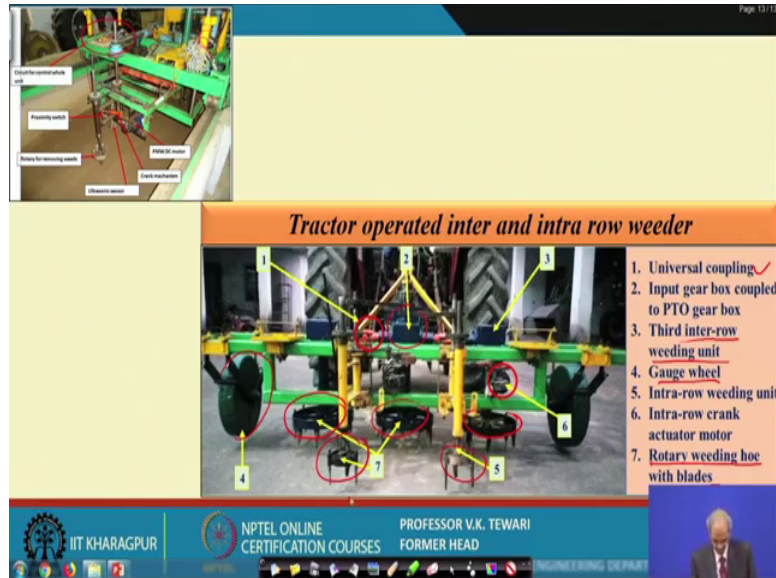 Page: 13 / 13
Circuit for control whole
unit
Proximity switch
Rotary for removing weeds
PMW DC motor
Crank mechanism
Ultrasonic sensor
Tractor operated inter and intra row weeder
1
2
3
4
7
5
6
1. Universal coupling
2. Input gear box coupled
to PTO gear box
3. Third inter-row
weeding unit
4. Gauge wheel
5. Intra-row weeding unit
6. Intra-row crank
actuator motor
7. Rotary weeding hoe
with blades
IIT KHARAGPUR
NPTEL ONLINE
CERTIFICATION COURSES
PROFESSOR V.K. TEWARI
FORMER HEAD
NPTEL
ENGINEERING DEPART